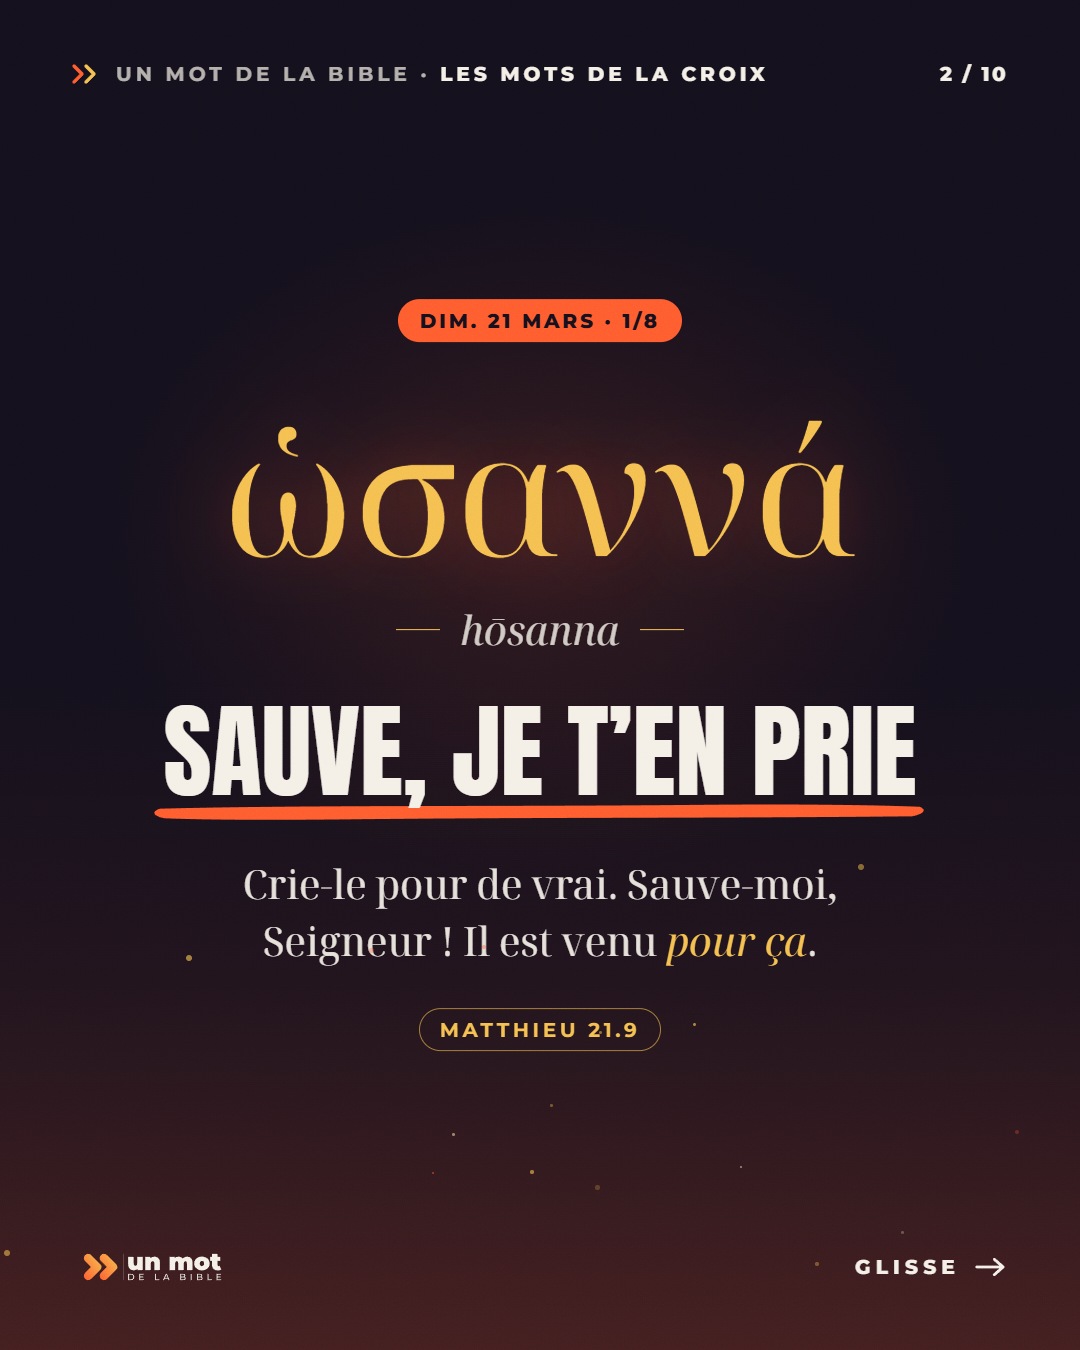 UN MOT DE LA BIBLE · LES MOTS DE LA CROIX 2 / 10
DIM. 21 MARS · 1/8
ὡσαννά
hōsanna
SAUVE, JE T’EN PRIE
Crie-le pour de vrai. Sauve-moi,
Seigneur ! Il est venu pour ça.
MATTHIEU 21.9
un mot
DE LA BIBLE
GLISSE →